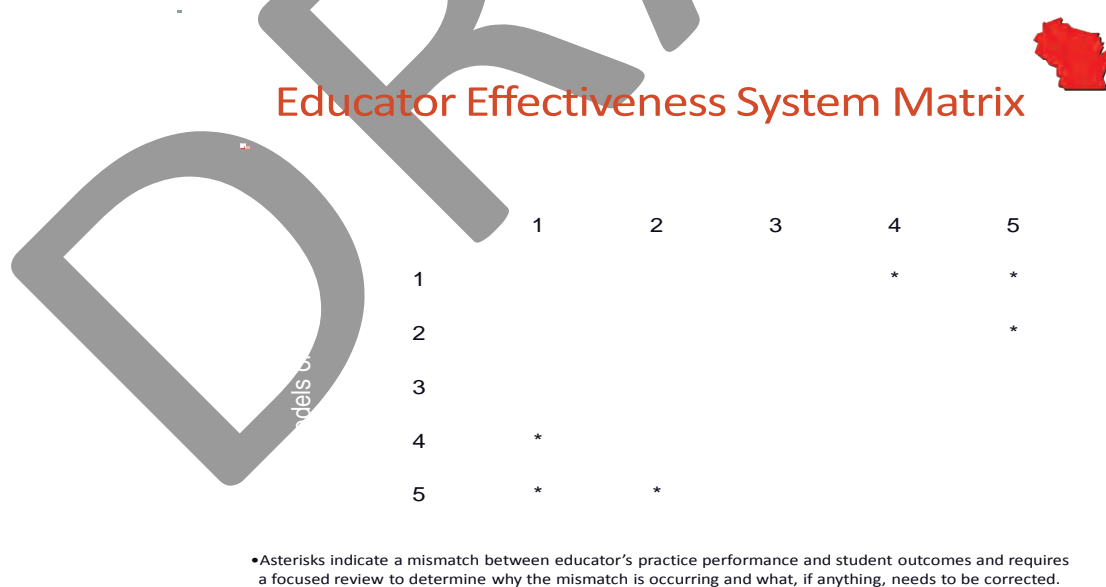 DR
Educator Effectiveness System Matrix
1 2 3 4 5
1 * *
2 *
3
4 *
5 * *
•Asterisks indicate a mismatch between educator’s practice performance and student outcomes and requires
a focused review to determine why the mismatch is occurring and what, if anything, needs to be corrected.